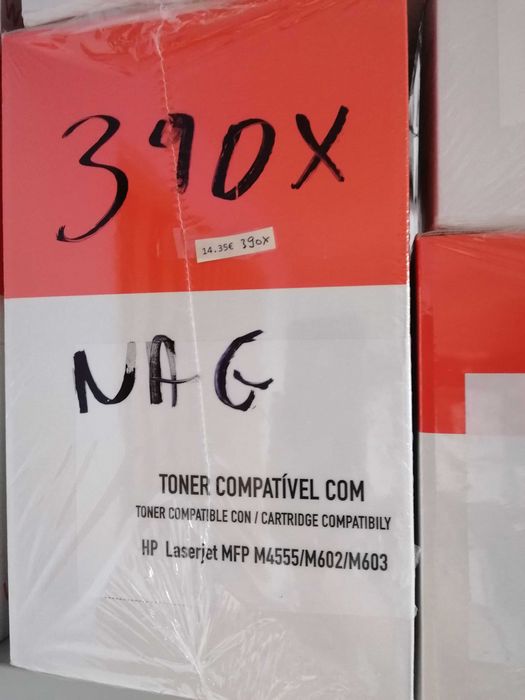 390X
14.35€ 390X
NAG
TONER COMPATÍVEL COM
TONER COMPATIBLE CON / CARTRIDGE COMPATIBILY
HP Laserjet MFP M4555/M602/M603